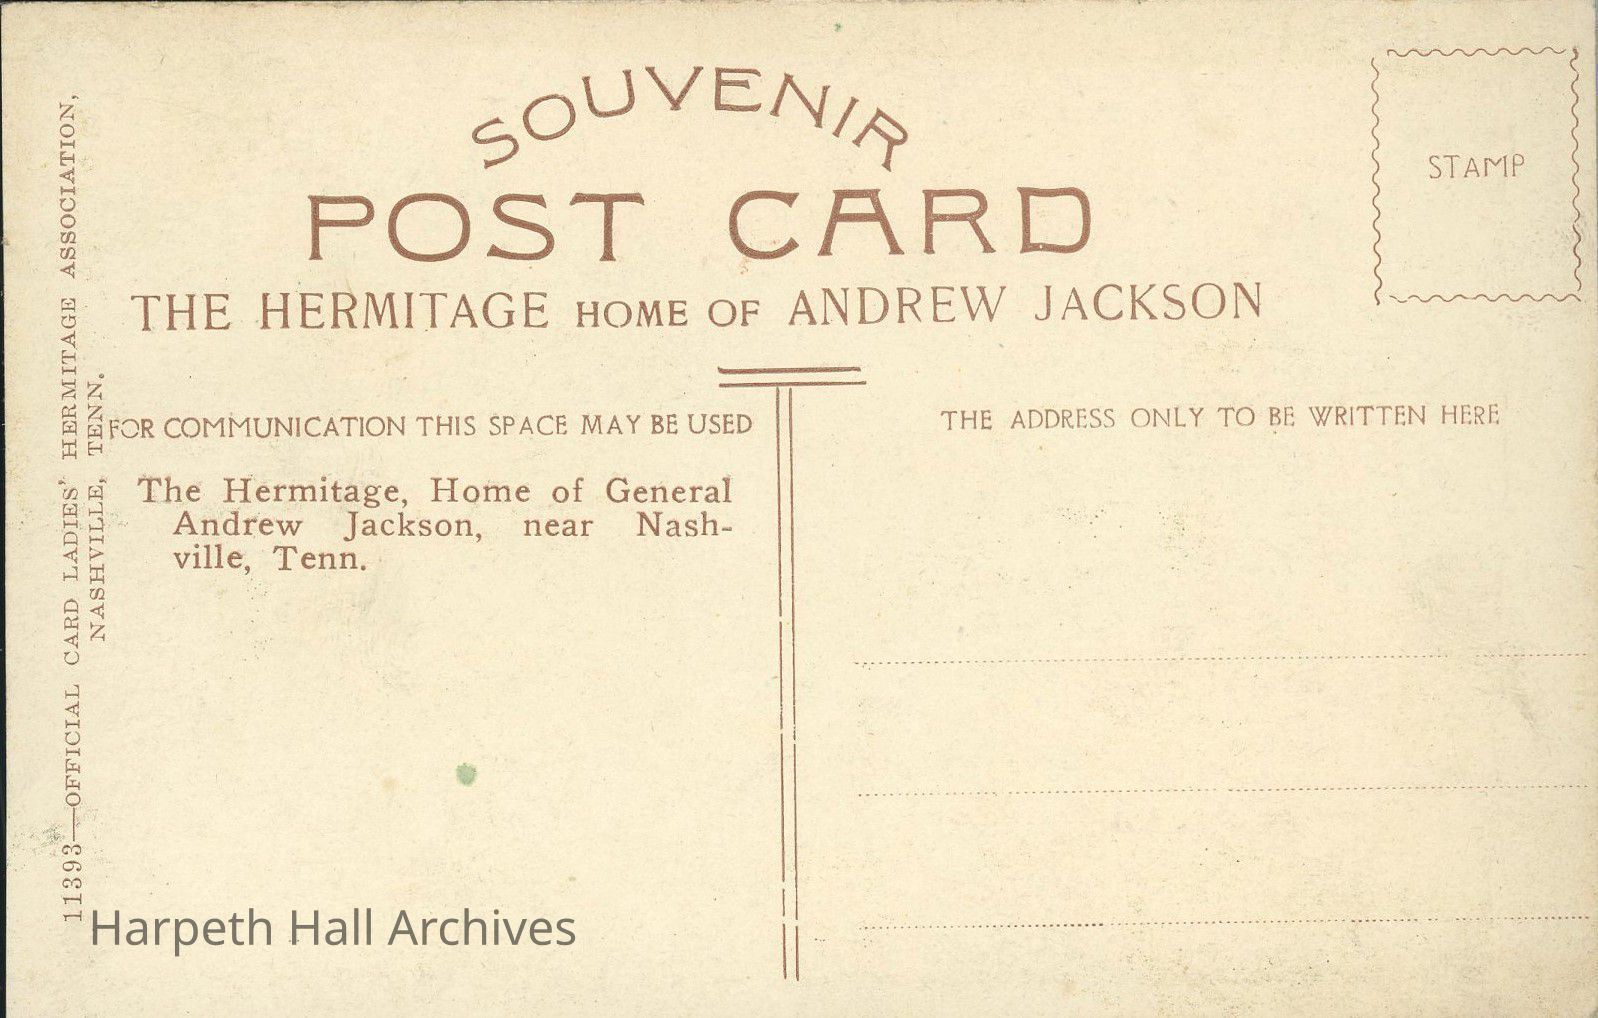 SOUVENIR
POST CARD
THE HERMITAGE HOME OF ANDREW JACKSON
STAMP
11393—OFFICIAL CARD LADIES' HERMITAGE ASSOCIATION,
NASHVILLE, TENN.
FOR COMMUNICATION THIS SPACE MAY BE USED
The Hermitage, Home of General
Andrew Jackson, near Nash-
ville, Tenn.
THE ADDRESS ONLY TO BE WRITTEN HERE
Harpeth Hall Archives